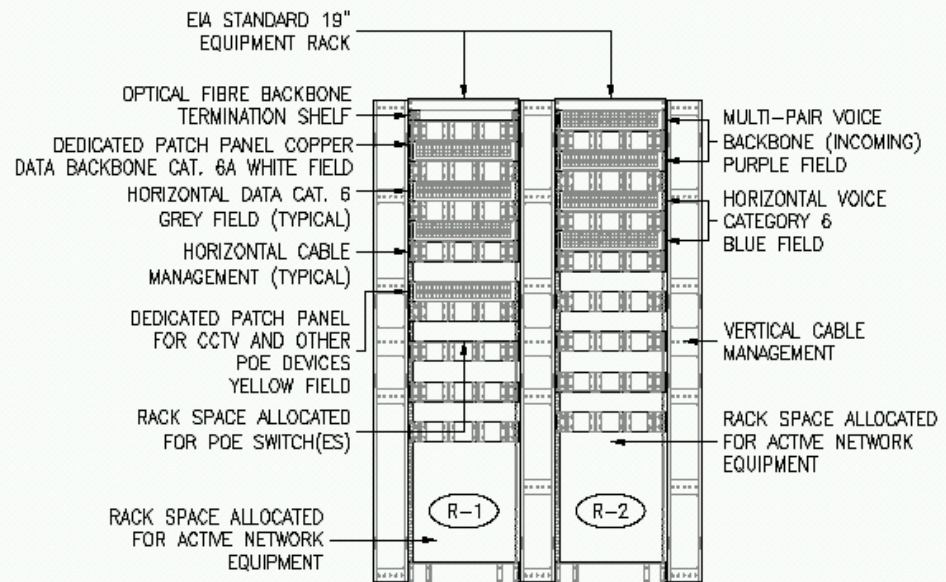 EIA STANDARD 19"
EQUIPMENT RACK
OPTICAL FIBRE BACKBONE
TERMINATION SHELF
DEDICATED PATCH PANEL COPPER
DATA BACKBONE CAT. 6A WHITE FIELD
HORIZONTAL DATA CAT. 6
GREY FIELD (TYPICAL)
HORIZONTAL CABLE
MANAGEMENT (TYPICAL)
DEDICATED PATCH PANEL
FOR CCTV AND OTHER
POE DEVICES
YELLOW FIELD
RACK SPACE ALLOCATED
FOR POE SWITCH(ES)
RACK SPACE ALLOCATED
FOR ACTIVE NETWORK
EQUIPMENT
R-1
R-2
MULTI-PAIR VOICE
BACKBONE (INCOMING)
PURPLE FIELD
HORIZONTAL VOICE
CATEGORY 6
BLUE FIELD
VERTICAL CABLE
MANAGEMENT
RACK SPACE ALLOCATED
FOR ACTIVE NETWORK
EQUIPMENT